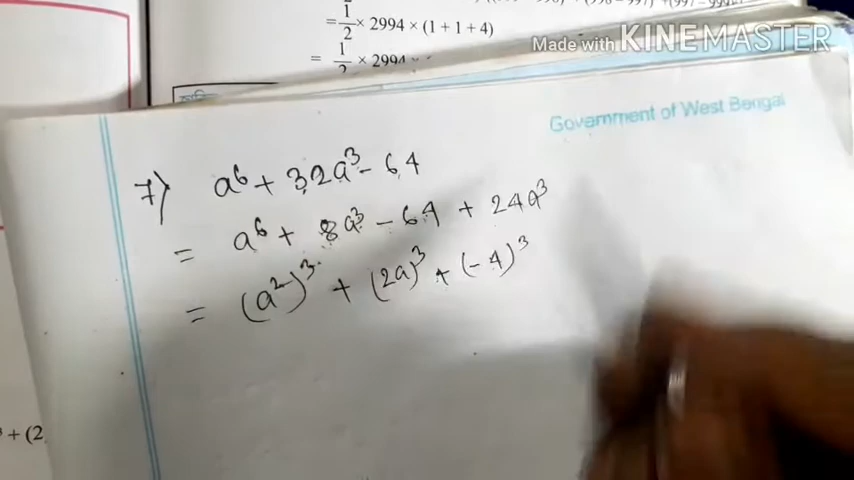 = 1/2 × 2994 × (1 + 1 + 4)
= 1/2 × 2994 ×
Made with KINEMASTER
Government of West Bengal
7) a⁶ + 32a³ - 64
= a⁶ + 8a³ - 64 + 24a³
= (a²)³ + (2a)³ + (-4)³
³ + (2